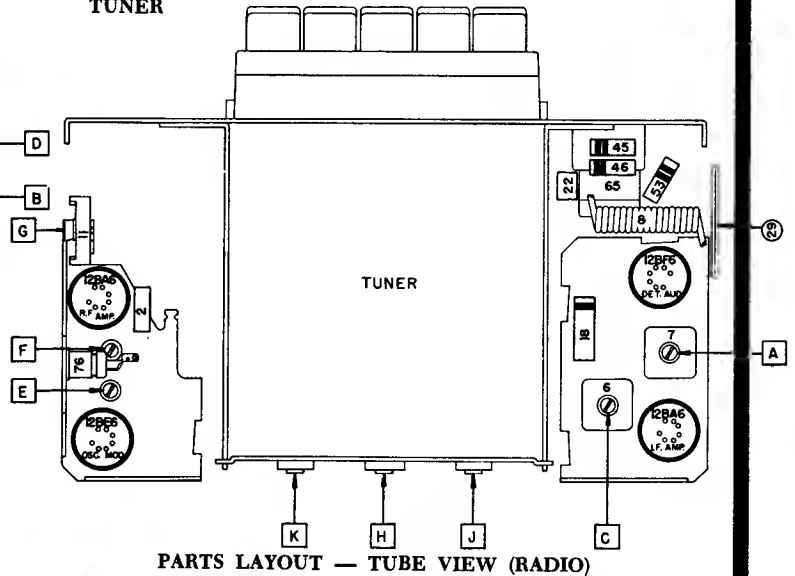 TUNER
D
B
G
11
12BA6
R.F AMP.
2
F
76
E
12BE6
OSC. MOD
TUNER
45
46
22
65
53
8
29
12BF6
DET. AUD
18
7
A
6
12BA6
I.F. AMP.
K
H
J
C
PARTS LAYOUT — TUBE VIEW (RADIO)